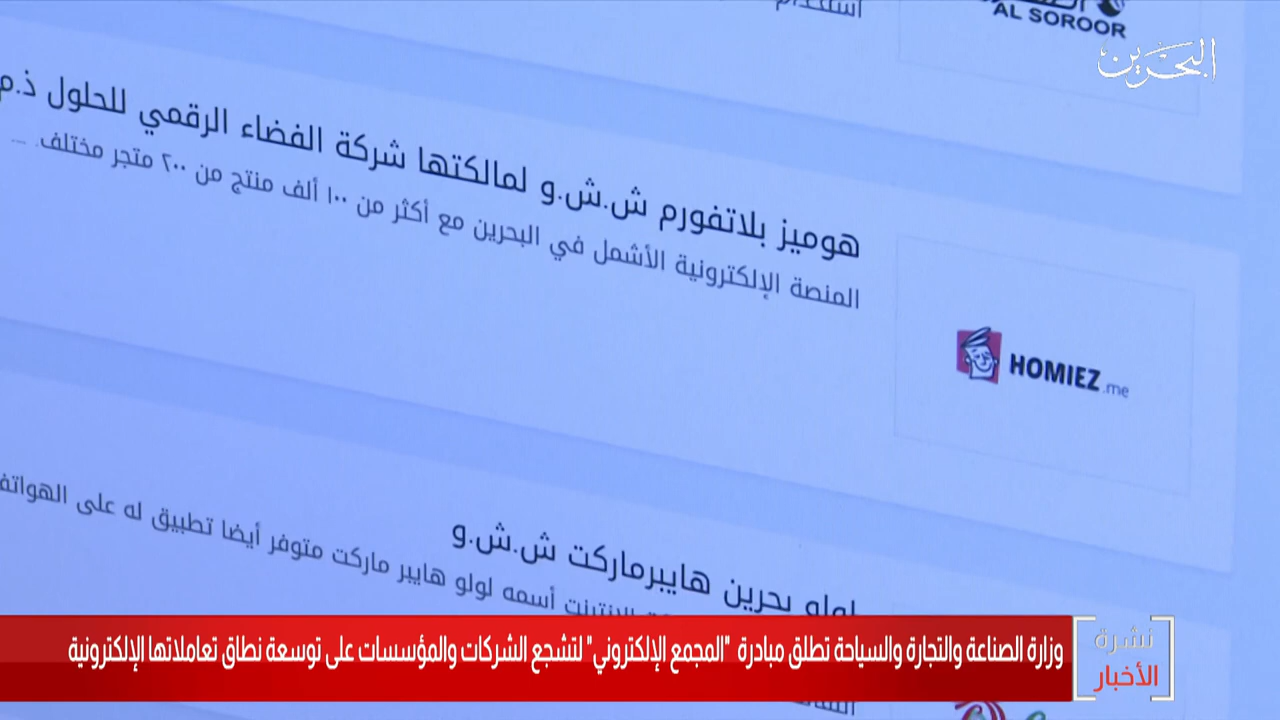 AL SOROOR
البحرين
هوميز بلاتفورم ش.ش.و لمالكتها شركة الفضاء الرقمي للحلول ذ.م
المنصة الإلكترونية الأشمل في البحرين مع أكثر من ١٠٠ ألف منتج من ٢٠٠ متجر مختلف. ...
HOMIEZ.me
لولو بحرين هايبرماركت ش.ش.و
الانترنت أسمه لولو هايبر ماركت متوفر أيضا تطبيق له على الهواتف
نشرة
الأخبار
وزارة الصناعة والتجارة والسياحة تطلق مبادرة "المجمع الإلكتروني" لتشجع الشركات والمؤسسات على توسعة نطاق تعاملاتها الإلكترونية